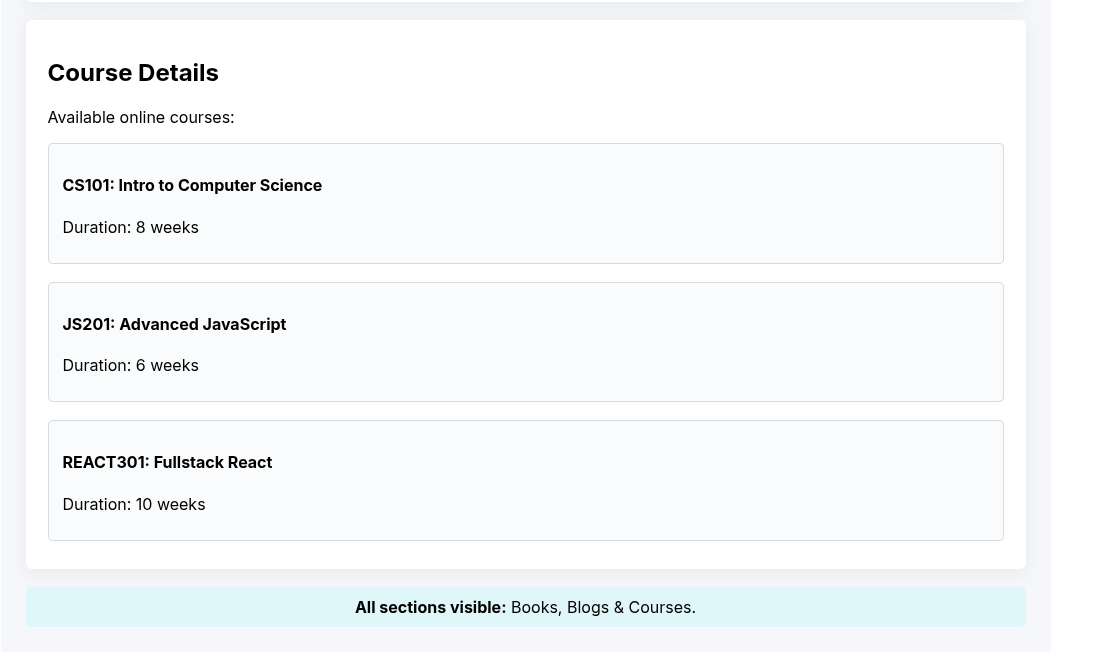 Course Details
Available online courses:
CS101: Intro to Computer Science
Duration: 8 weeks
JS201: Advanced JavaScript
Duration: 6 weeks
REACT301: Fullstack React
Duration: 10 weeks
All sections visible: Books, Blogs & Courses.